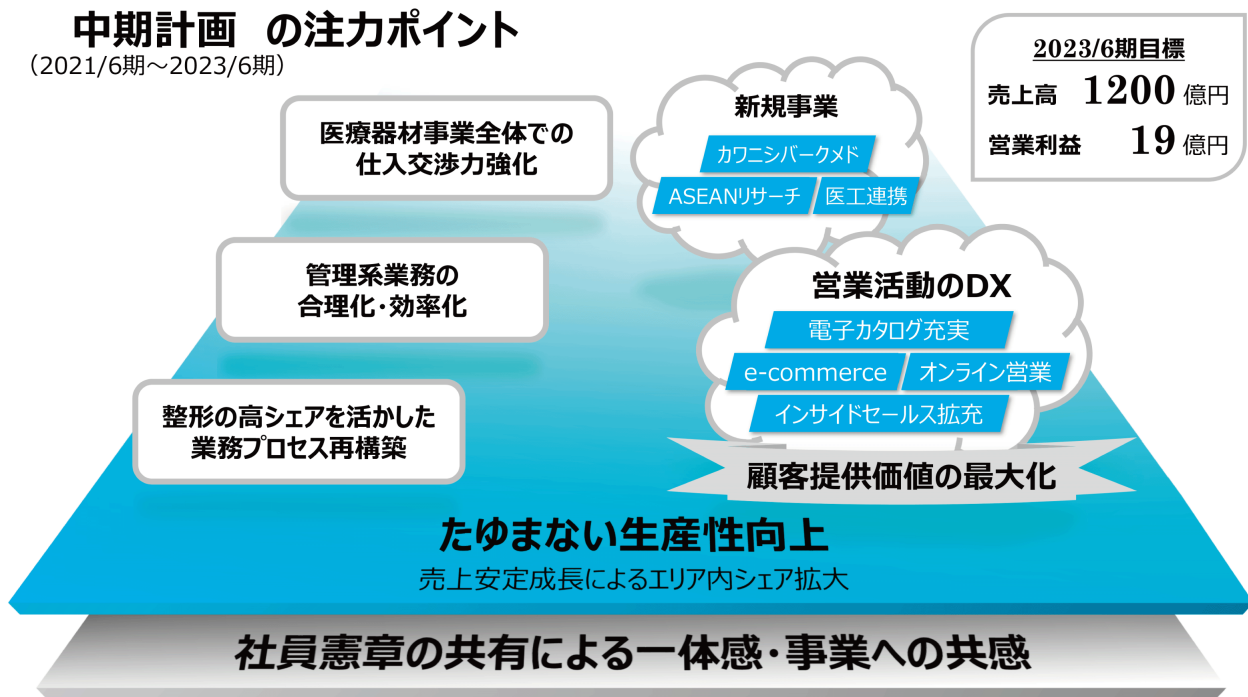 中期計画 の注力ポイント
（2021/6期～2023/6期）
2023/6期目標
売上高 1200 億円
営業利益 19 億円
医療器材事業全体での
仕入交渉力強化
管理系業務の
合理化・効率化
整形の高シェアを活かした
業務プロセス再構築
新規事業
カワニシバークメド
ASEANリサーチ 医工連携
営業活動のDX
電子カタログ充実
e-commerce オンライン営業
インサイドセールス拡充
顧客提供価値の最大化
たゆまない生産性向上
売上安定成長によるエリア内シェア拡大
社員憲章の共有による一体感・事業への共感